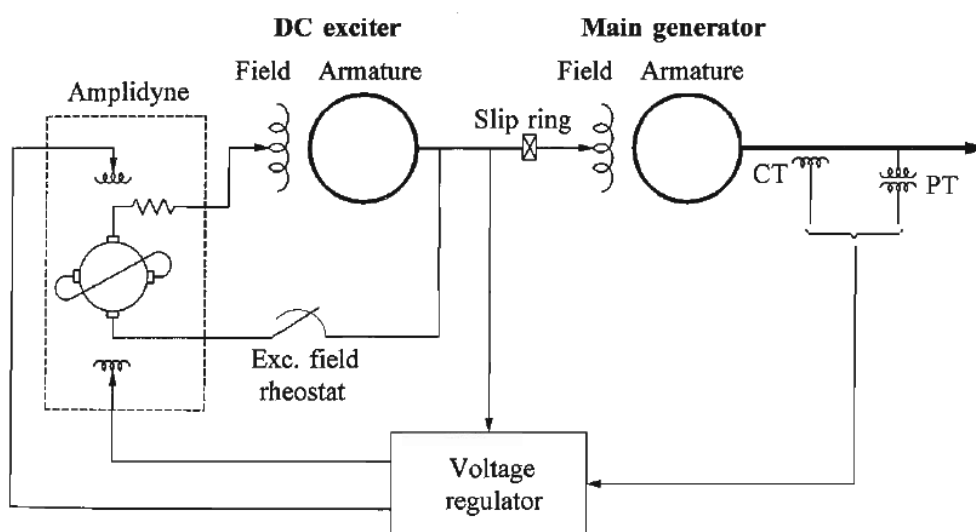 DC exciter
Main generator
Field
Armature
Field
Armature
Amplidyne
Slip ring
CT
PT
Exc. field
rheostat
Voltage
regulator